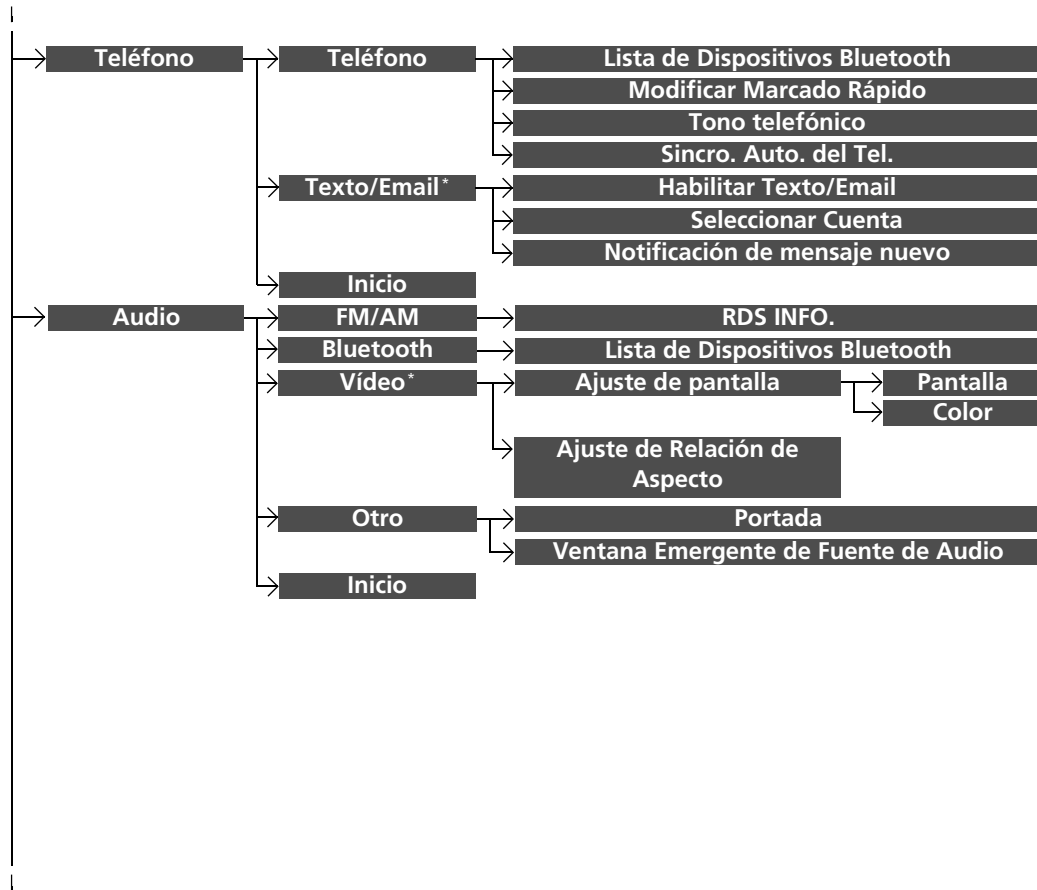 Teléfono
Teléfono
Lista de Dispositivos Bluetooth
Modificar Marcado Rápido
Tono telefónico
Sincro. Auto. del Tel.
Texto/Email*
Habilitar Texto/Email
Seleccionar Cuenta
Notificación de mensaje nuevo
Inicio
Audio
FM/AM
RDS INFO.
Bluetooth
Lista de Dispositivos Bluetooth
Vídeo*
Ajuste de pantalla
Pantalla
Color
Ajuste de Relación de
Aspecto
Otro
Portada
Ventana Emergente de Fuente de Audio
Inicio